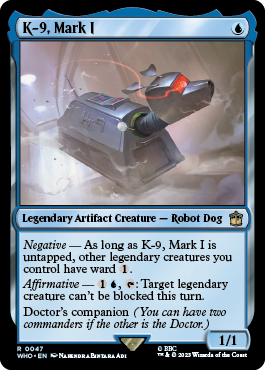 K-9, Mark I
Legendary Artifact Creature — Robot Dog
Negative — As long as K-9, Mark I is
untapped, other legendary creatures you
control have ward 1.
Affirmative — 1, T: Target legendary
creature can't be blocked this turn.
Doctor's companion (You can have two
commanders if the other is the Doctor.)
1/1
R 0047
WHO • EN Narendra Bintara Adi
© BBC
™ & © 2023 Wizards of the Coast